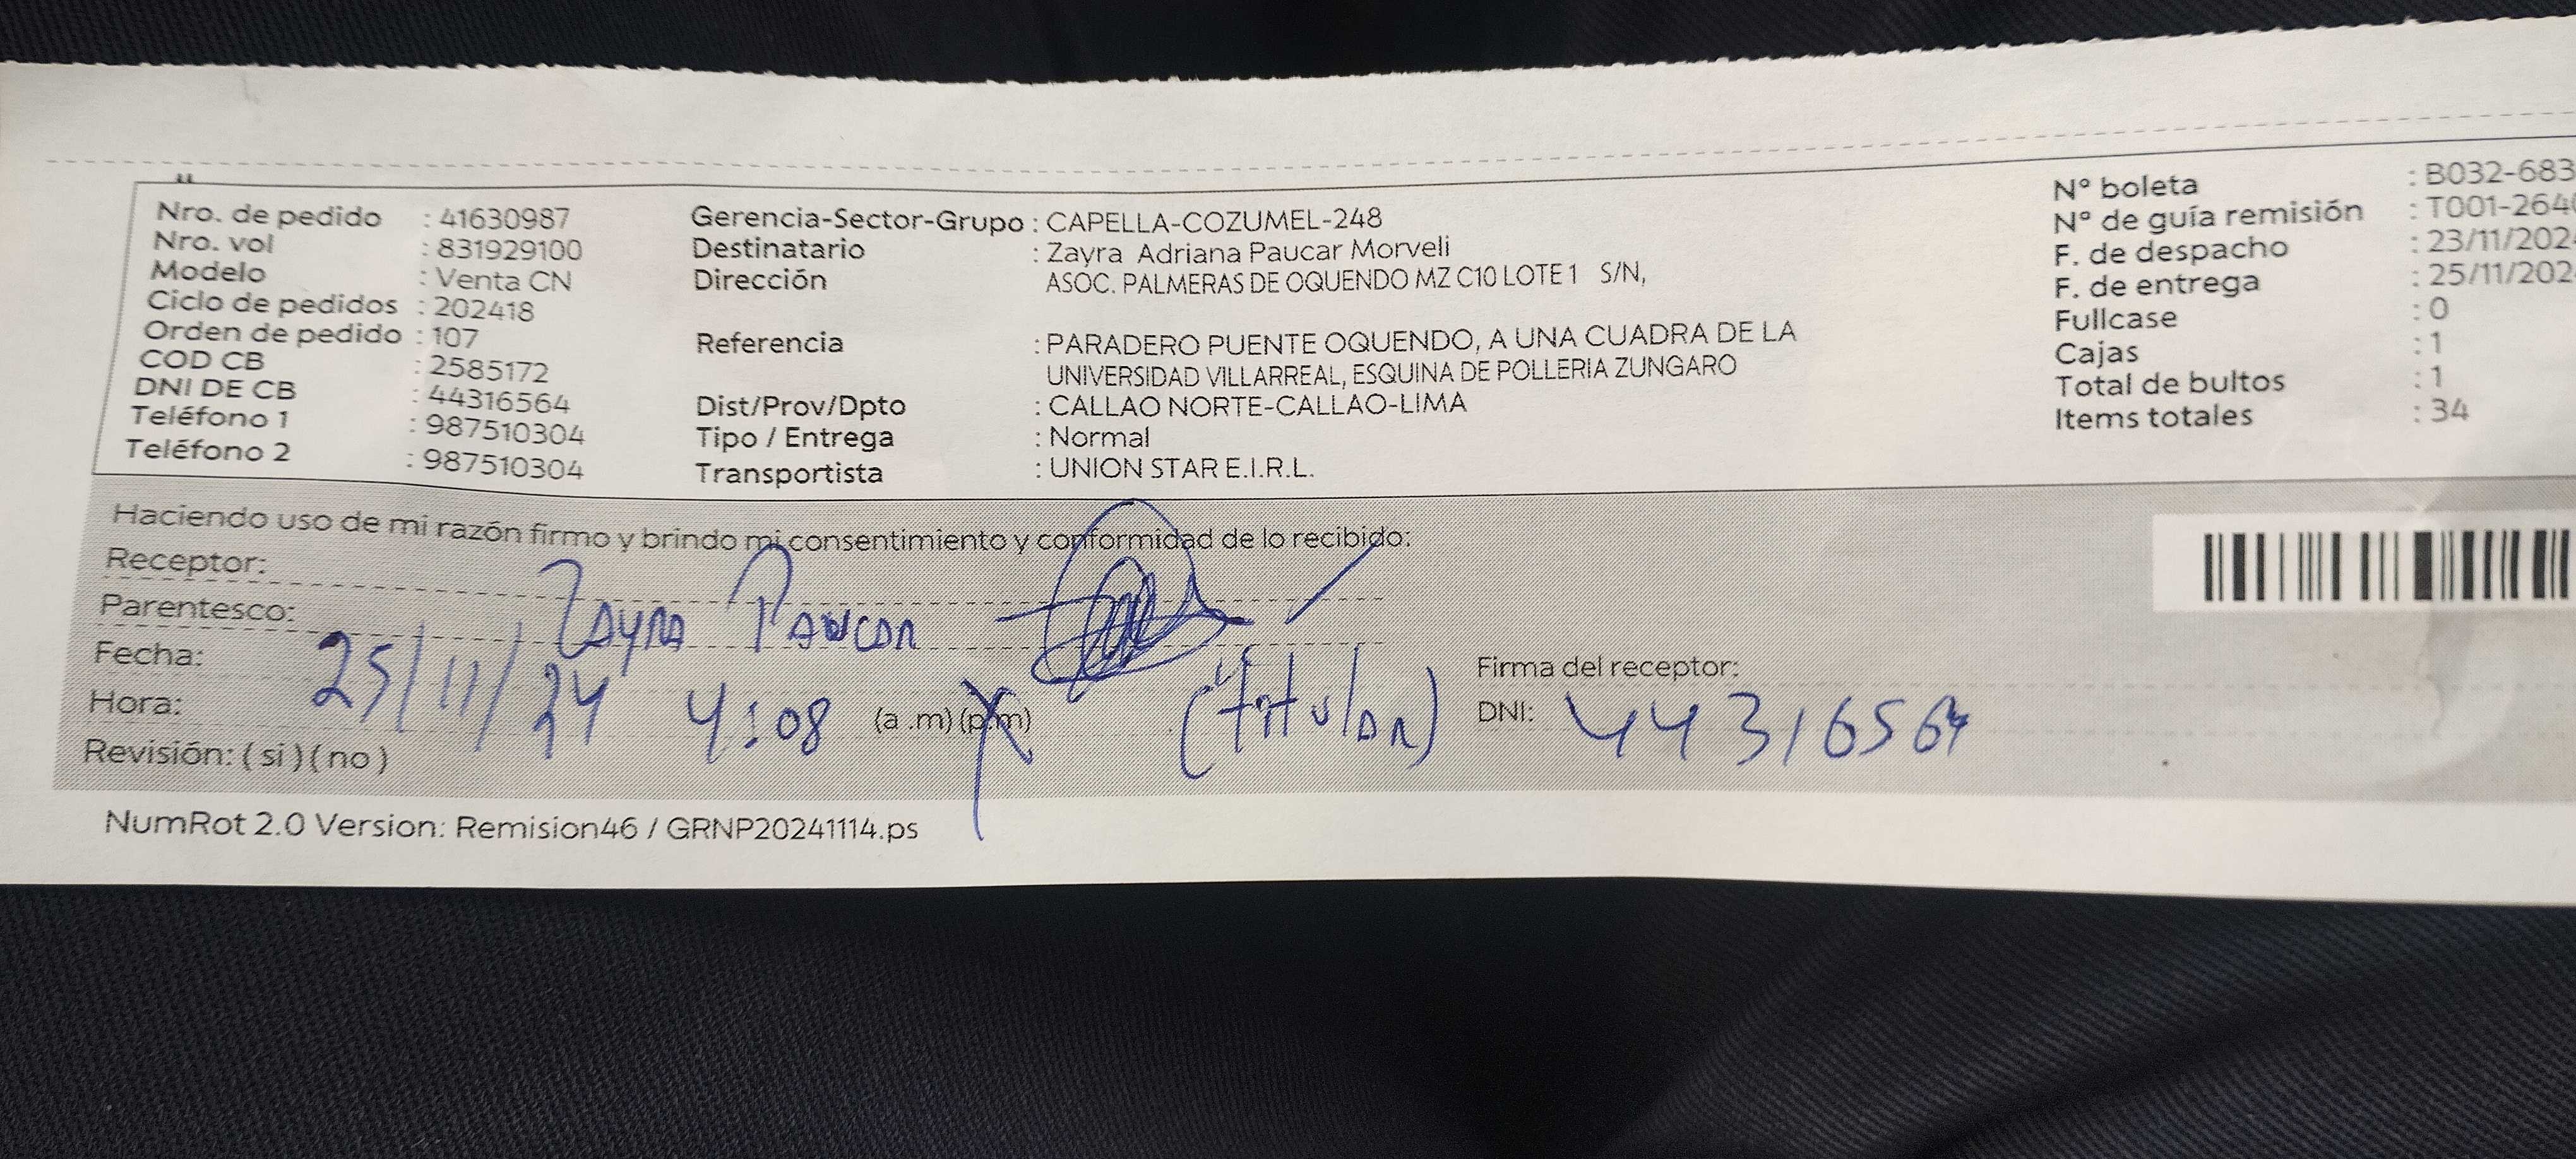 Nro. de pedido : 41630987
Nro. vol : 831929100
Modelo : Venta CN
Ciclo de pedidos : 202418
Orden de pedido : 107
COD CB : 2585172
DNI DE CB : 44316564
Teléfono 1 : 987510304
Teléfono 2 : 987510304
Gerencia-Sector-Grupo : CAPELLA-COZUMEL-248
Destinatario : Zayra Adriana Paucar Morveli
Dirección : ASOC. PALMERAS DE OQUENDO MZ C10 LOTE 1 S/N,
Referencia : PARADERO PUENTE OQUENDO, A UNA CUADRA DE LA
UNIVERSIDAD VILLARREAL, ESQUINA DE POLLERIA ZUNGARO
Dist/Prov/Dpto : CALLAO NORTE-CALLAO-LIMA
Tipo / Entrega : Normal
Transportista : UNION STAR E.I.R.L.
N° boleta : B032-683
N° de guía remisión : T001-264
F. de despacho : 23/11/202
F. de entrega : 25/11/202
Fullcase : 0
Cajas : 1
Total de bultos : 1
Items totales : 34
Haciendo uso de mi razón firmo y brindo mi consentimiento y conformidad de lo recibido:
Receptor:
Parentesco: Zayra Paucar
Fecha: 25/11/24
Hora: 4:08 (a .m) (p.m) (titular)
Firma del receptor:
DNI: 44316564
Revisión: ( si ) ( no )
NumRot 2.0 Version: Remision46 / GRNP20241114.ps